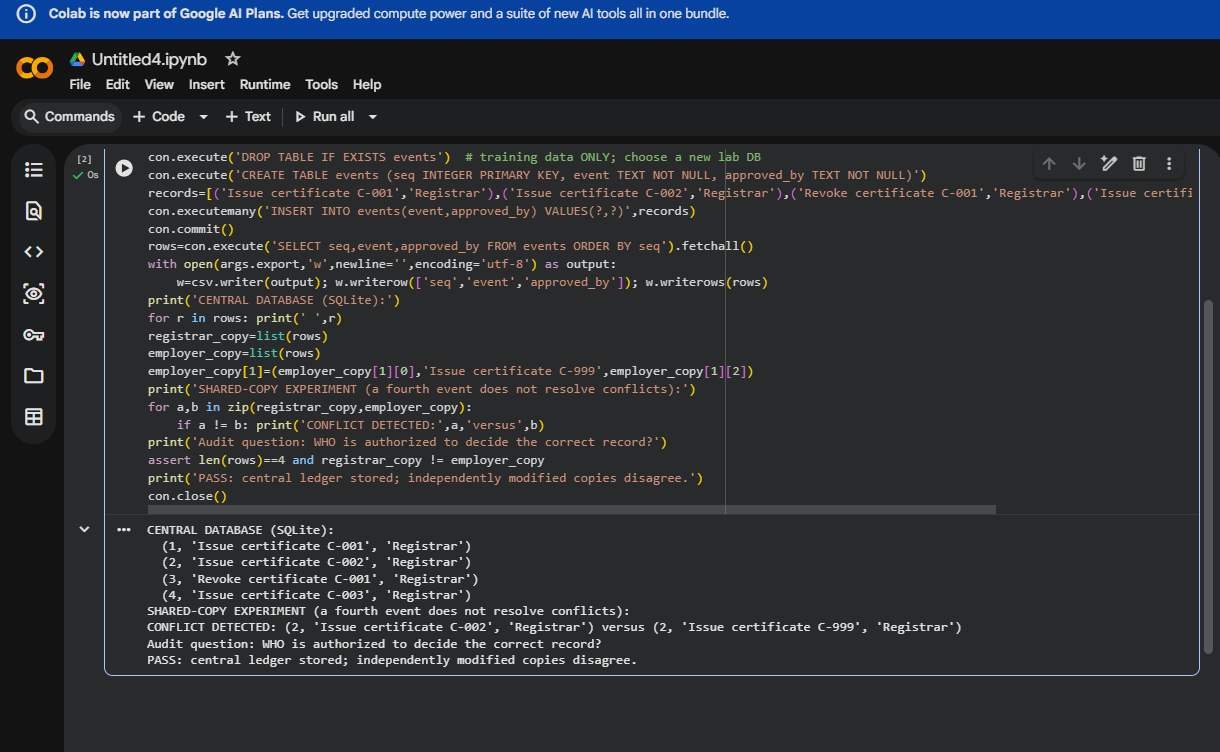 Colab is now part of Google AI Plans. Get upgraded compute power and a suite of new AI tools all in one bundle.
Untitled4.ipynb
File Edit View Insert Runtime Tools Help
Commands + Code + Text Run all
[2]
0s
con.execute('DROP TABLE IF EXISTS events')  # training data ONLY; choose a new lab DB
con.execute('CREATE TABLE events (seq INTEGER PRIMARY KEY, event TEXT NOT NULL, approved_by TEXT NOT NULL)')
records=[('Issue certificate C-001','Registrar'),('Issue certificate C-002','Registrar'),('Revoke certificate C-001','Registrar'),('Issue certifi
con.executemany('INSERT INTO events(event,approved_by) VALUES(?,?)',records)
con.commit()
rows=con.execute('SELECT seq,event,approved_by FROM events ORDER BY seq').fetchall()
with open(args.export,'w',newline='',encoding='utf-8') as output:
    w=csv.writer(output); w.writerow(['seq','event','approved_by']); w.writerows(rows)
print('CENTRAL DATABASE (SQLite):')
for r in rows: print(' ',r)
registrar_copy=list(rows)
employer_copy=list(rows)
employer_copy[1]=(employer_copy[1][0],'Issue certificate C-999',employer_copy[1][2])
print('SHARED-COPY EXPERIMENT (a fourth event does not resolve conflicts):')
for a,b in zip(registrar_copy,employer_copy):
    if a != b: print('CONFLICT DETECTED:',a,'versus',b)
print('Audit question: WHO is authorized to decide the correct record?')
assert len(rows)==4 and registrar_copy != employer_copy
print('PASS: central ledger stored; independently modified copies disagree.')
con.close()
CENTRAL DATABASE (SQLite):
  (1, 'Issue certificate C-001', 'Registrar')
  (2, 'Issue certificate C-002', 'Registrar')
  (3, 'Revoke certificate C-001', 'Registrar')
  (4, 'Issue certificate C-003', 'Registrar')
SHARED-COPY EXPERIMENT (a fourth event does not resolve conflicts):
CONFLICT DETECTED: (2, 'Issue certificate C-002', 'Registrar') versus (2, 'Issue certificate C-999', 'Registrar')
Audit question: WHO is authorized to decide the correct record?
PASS: central ledger stored; independently modified copies disagree.